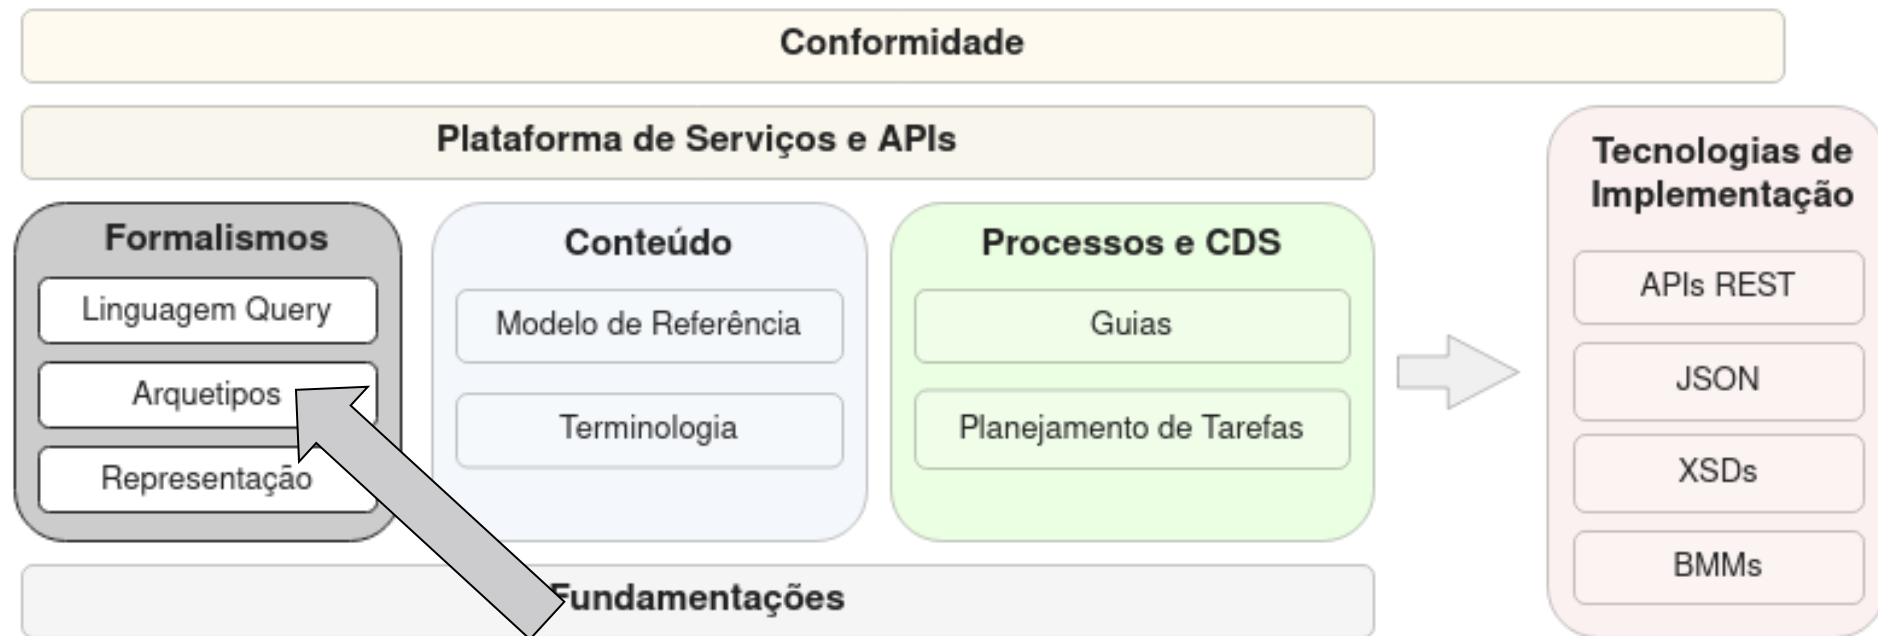 Conformidade
Plataforma de Serviços e APIs
Formalismos
Linguagem Query
Arquetipos
Representação
Conteúdo
Modelo de Referência
Terminologia
Processos e CDS
Guias
Planejamento de Tarefas
Tecnologias de
Implementação
APIs REST
JSON
XSDs
BMMs
Fundamentações